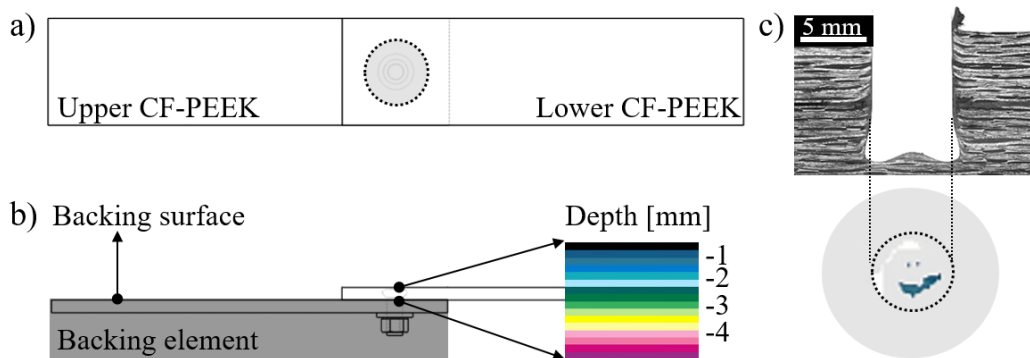 a)
Upper CF-PEEK
Lower CF-PEEK
b)
Backing surface
Backing element
Depth [mm]
-1
-2
-3
-4
c)
5 mm